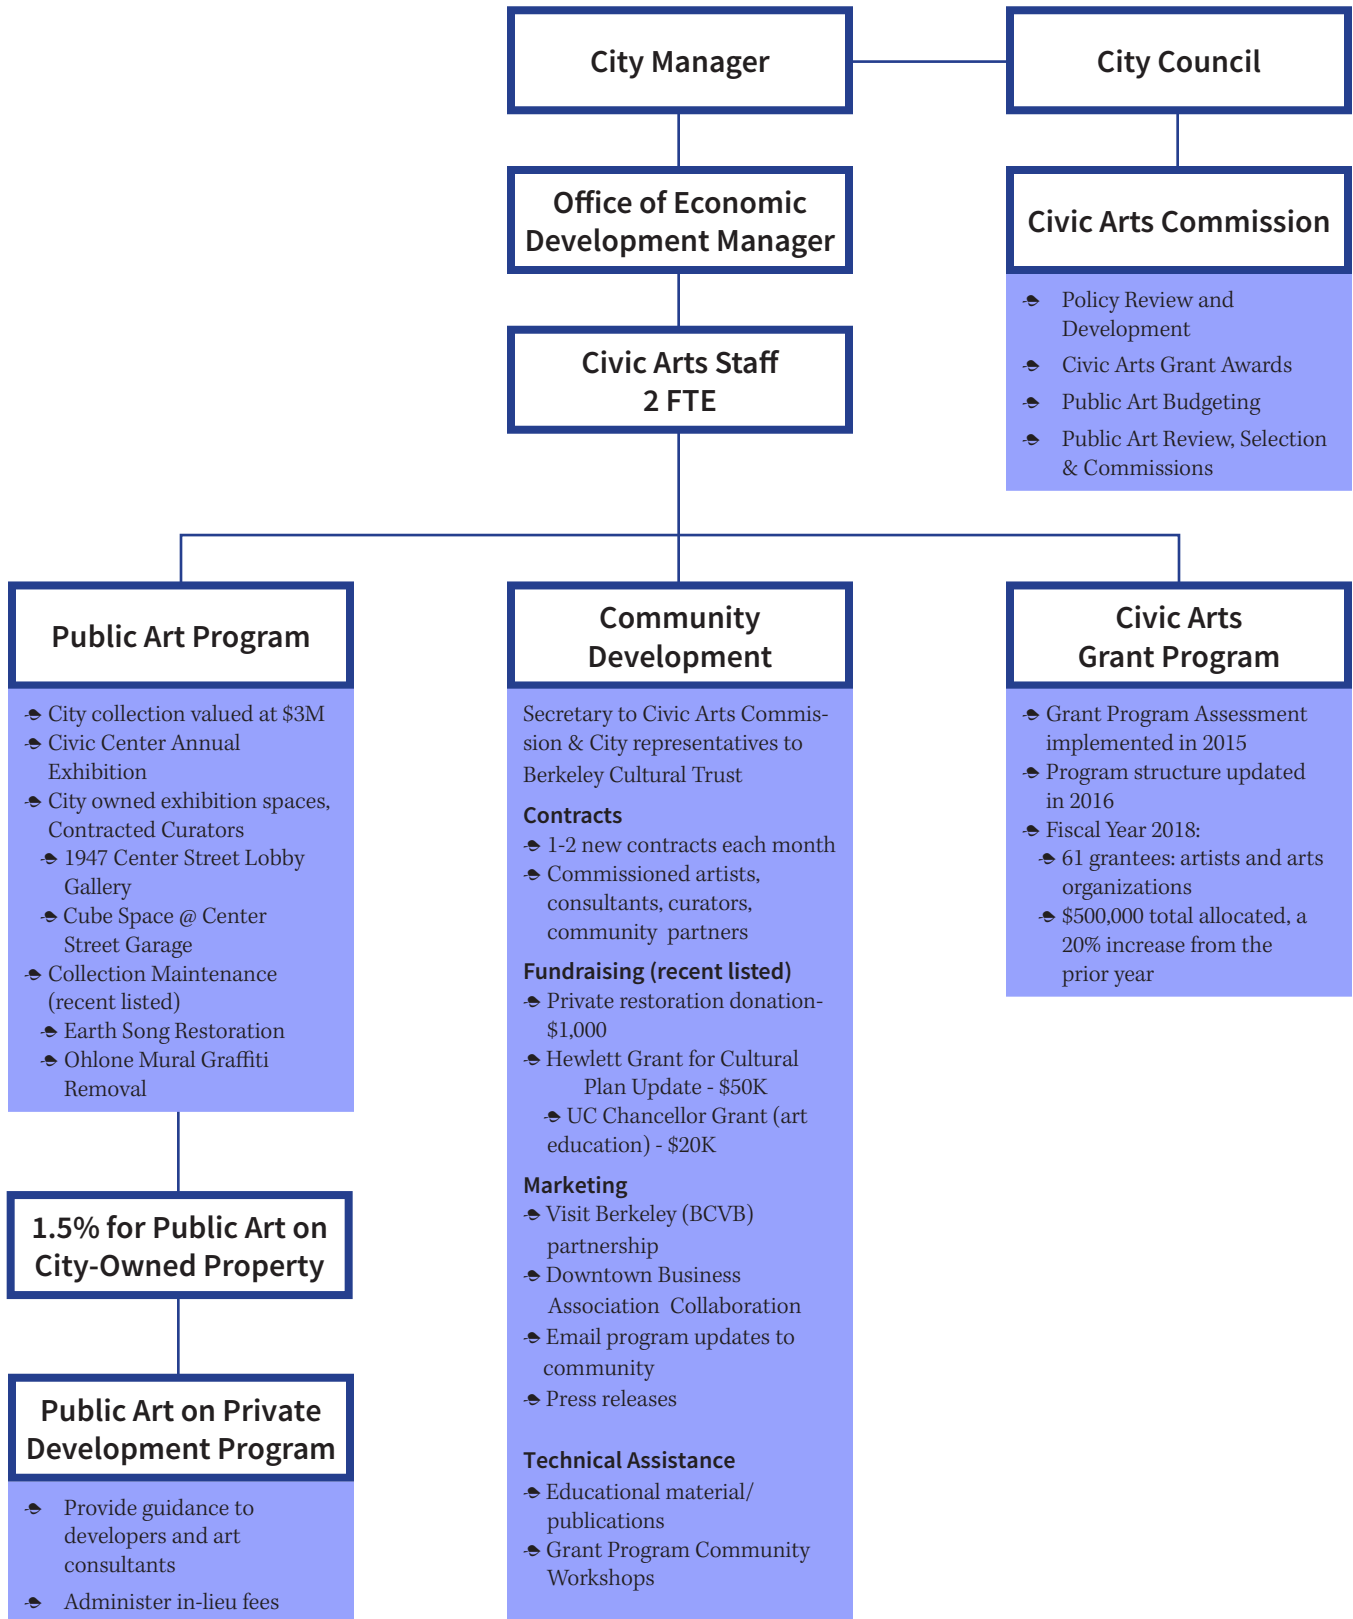 City Manager
City Council
Office of Economic
Development Manager
Civic Arts Commission
Policy Review and
Development
Civic Arts Grant Awards
Public Art Budgeting
Public Art Review, Selection
& Commissions
Civic Arts Staff
2 FTE
Public Art Program
City collection valued at $3M
Civic Center Annual
Exhibition
City owned exhibition spaces,
Contracted Curators
1947 Center Street Lobby
Gallery
Cube Space @ Center
Street Garage
Collection Maintenance
(recent listed)
Earth Song Restoration
Ohlone Mural Graffiti
Removal
1.5% for Public Art on
City-Owned Property
Public Art on Private
Development Program
Provide guidance to
developers and art
consultants
Administer in-lieu fees
Community
Development
Secretary to Civic Arts Commis-
sion & City representatives to
Berkeley Cultural Trust
Contracts
1-2 new contracts each month
Commissioned artists,
consultants, curators,
community partners
Fundraising (recent listed)
Private restoration donation-
$1,000
Hewlett Grant for Cultural
Plan Update - $50K
UC Chancellor Grant (art
education) - $20K
Marketing
Visit Berkeley (BCVB)
partnership
Downtown Business
Association Collaboration
Email program updates to
community
Press releases
Technical Assistance
Educational material/
publications
Grant Program Community
Workshops
Civic Arts
Grant Program
Grant Program Assessment
implemented in 2015
Program structure updated
in 2016
Fiscal Year 2018:
61 grantees: artists and arts
organizations
$500,000 total allocated, a
20% increase from the
prior year